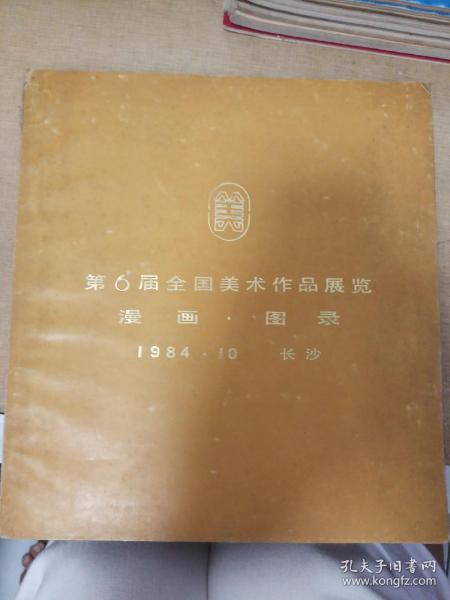 美
第6届全国美术作品展览
漫画·图录
1984·10 长沙
孔夫子旧书网
www.kongfz.com